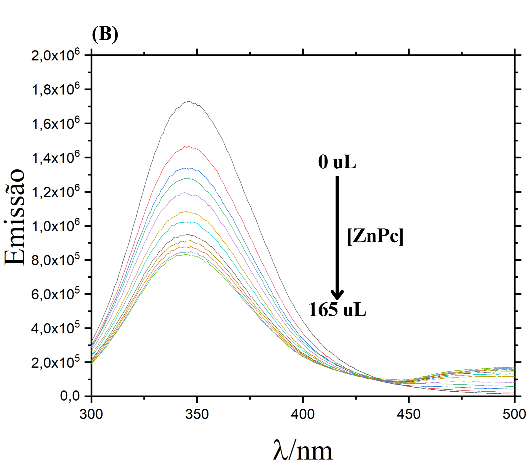 (B)
2,0x10⁶
1,8x10⁶
1,6x10⁶
1,4x10⁶
1,2x10⁶
1,0x10⁶
8,0x10⁵
6,0x10⁵
4,0x10⁵
2,0x10⁵
0,0
Emissão
0 uL
[ZnPc]
165 uL
300 350 400 450 500
λ/nm